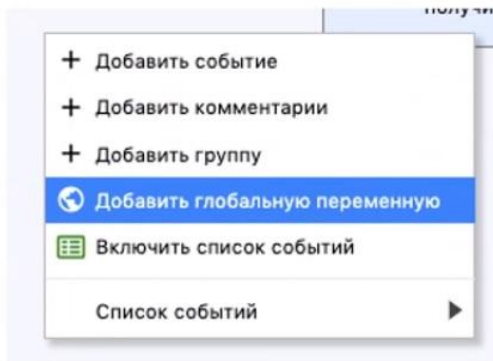 Добавить событие
Добавить комментарии
Добавить группу
Добавить глобальную переменную
Включить список событий
Список событий